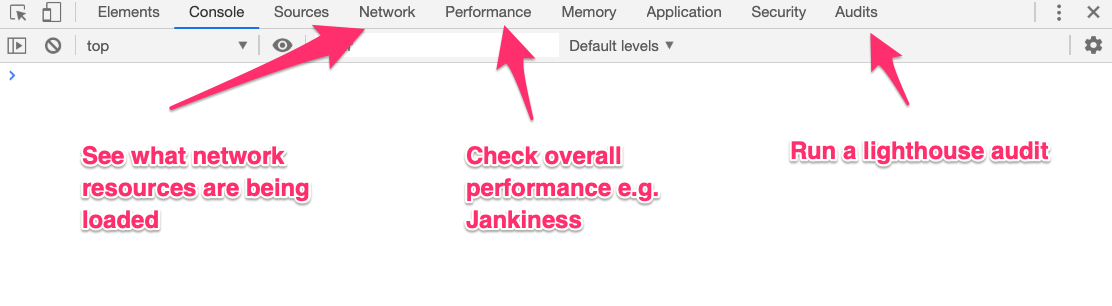 Elements Console Sources Network Performance Memory Application Security Audits
top Default levels
See what network
resources are being
loaded
Check overall
performance e.g.
Jankiness
Run a lighthouse audit